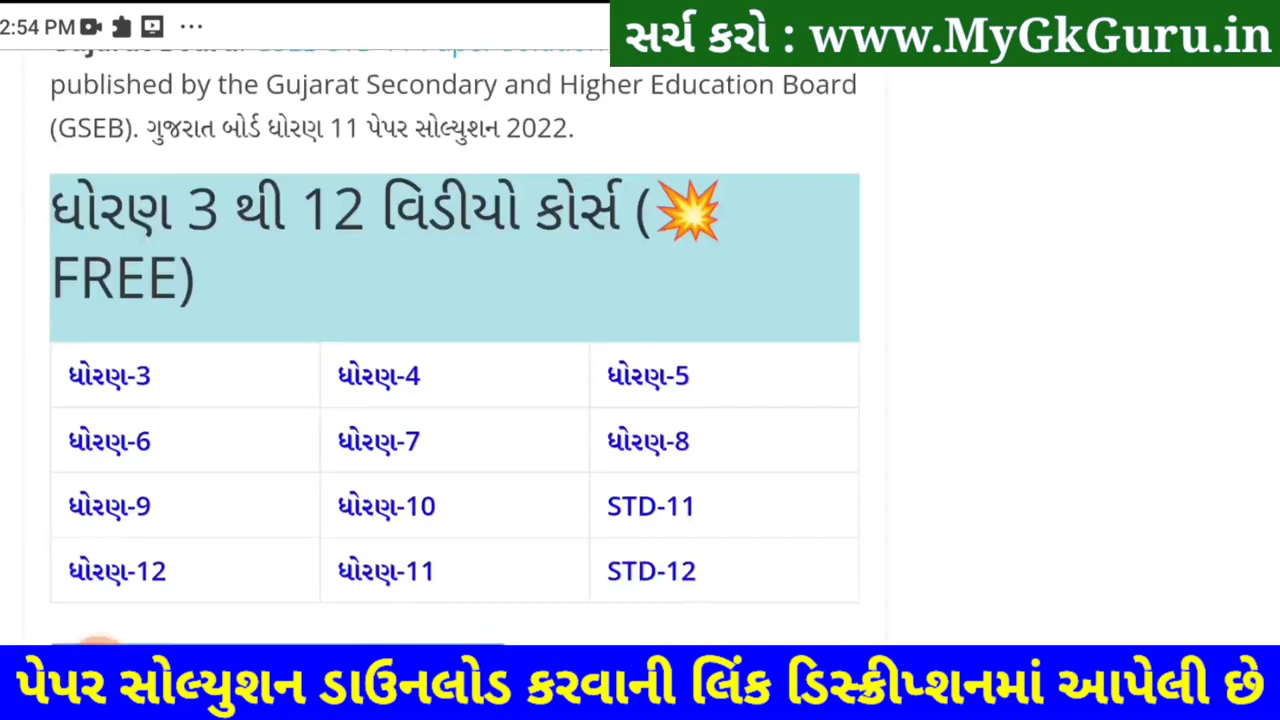 2:54 PM
સર્ચ કરો : www.MyGkGuru.in
published by the Gujarat Secondary and Higher Education Board
(GSEB). ગુજરાત બોર્ડ ધોરણ 11 પેપર સોલ્યુશન 2022.
ધોરણ 3 થી 12 વિડીયો કોર્સ (💥
FREE)
ધોરણ-3 ધોરણ-4 ધોરણ-5
ધોરણ-6 ધોરણ-7 ધોરણ-8
ધોરણ-9 ધોરણ-10 STD-11
ધોરણ-12 ધોરણ-11 STD-12
પેપર સોલ્યુશન ડાઉનલોડ કરવાની લિંક ડિસ્ક્રીપ્શનમાં આપેલી છે